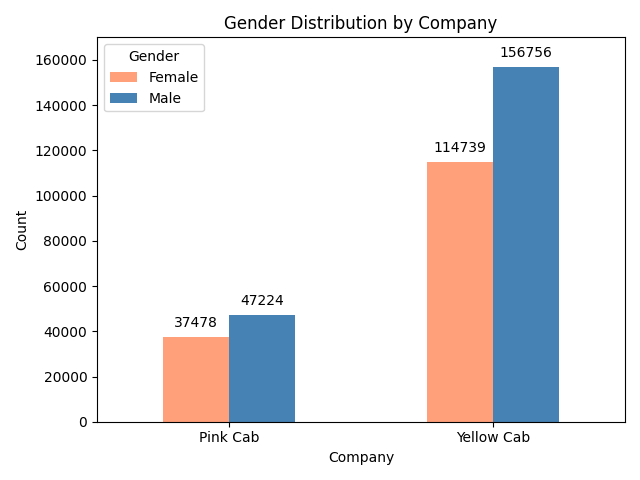 Gender Distribution by Company
Gender
Female
Male
160000
140000
120000
100000
80000
60000
40000
20000
0
Count
37478
47224
114739
156756
Pink Cab
Yellow Cab
Company